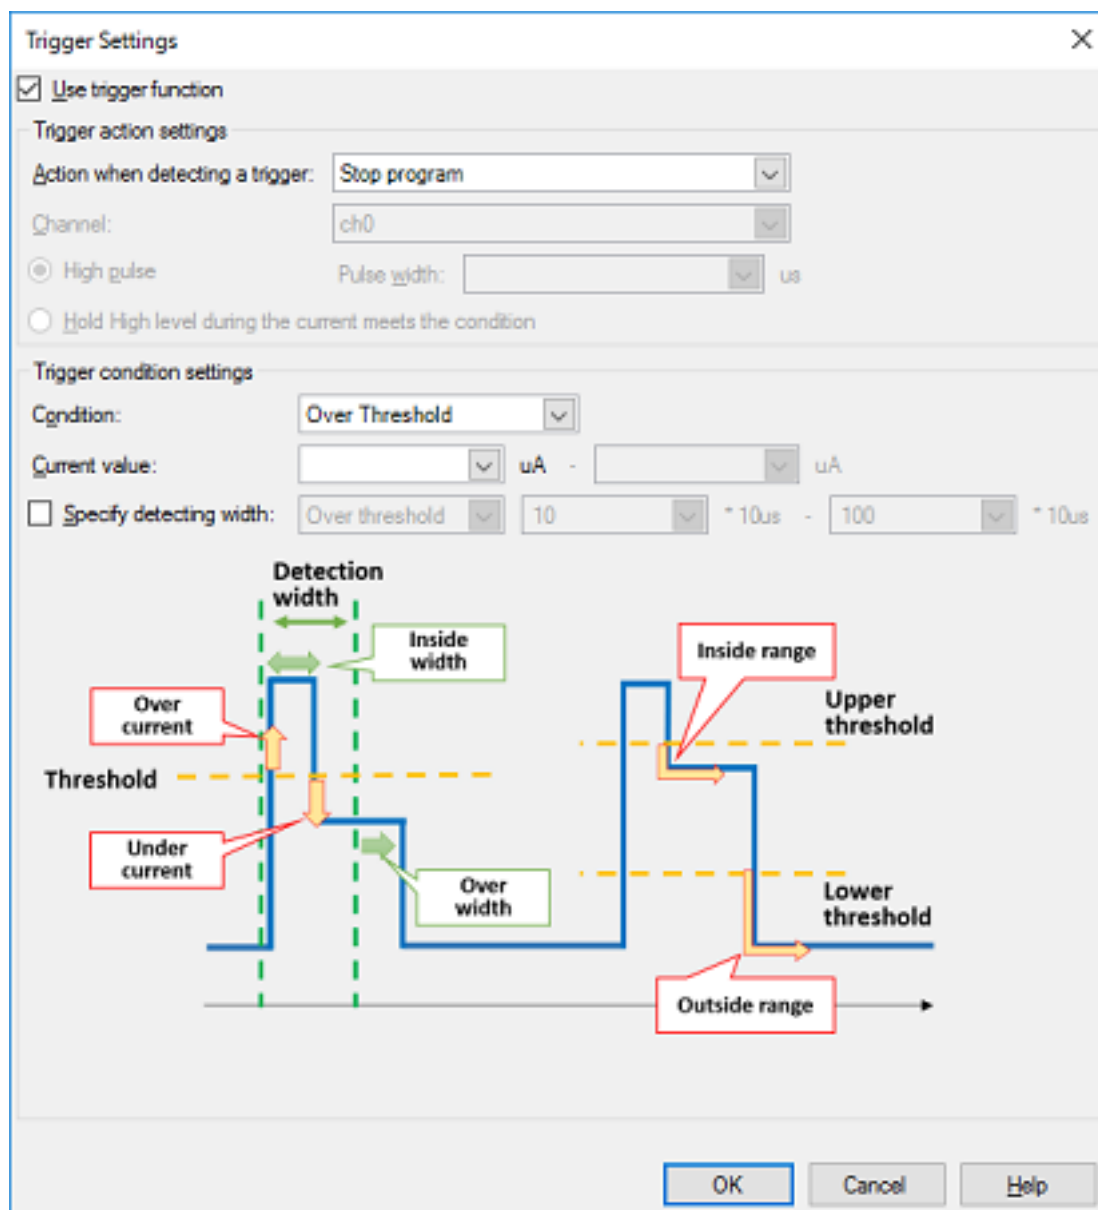 Trigger Settings
Use trigger function
Trigger action settings
Action when detecting a trigger: Stop program
Channel: ch0
High pulse Pulse width: us
Hold High level during the current meets the condition
Trigger condition settings
Condition: Over Threshold
Current value: uA - uA
Specify detecting width: Over threshold 10 * 10us - 100 * 10us
Detection
width
Inside
width
Over
current
Threshold
Under
current
Over
width
Inside range
Upper
threshold
Lower
threshold
Outside range
OK Cancel Help